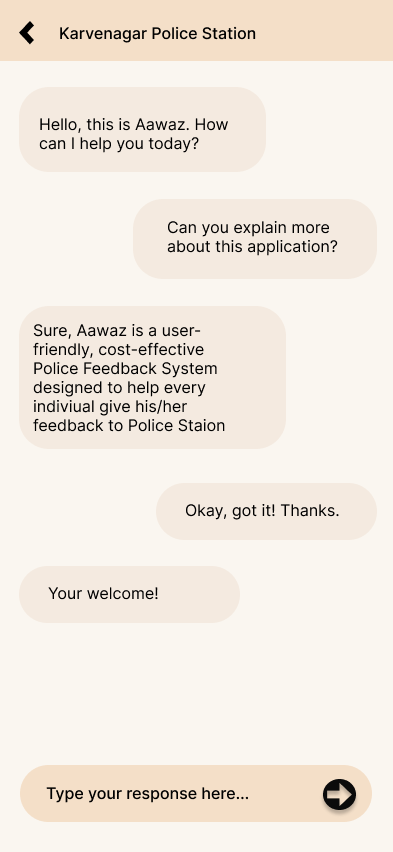 Karvenagar Police Station
Hello, this is Aawaz. How
can I help you today?
Can you explain more
about this application?
Sure, Aawaz is a user-
friendly, cost-effective
Police Feedback System
designed to help every
indiviual give his/her
feedback to Police Staion
Okay, got it! Thanks.
Your welcome!
Type your response here...